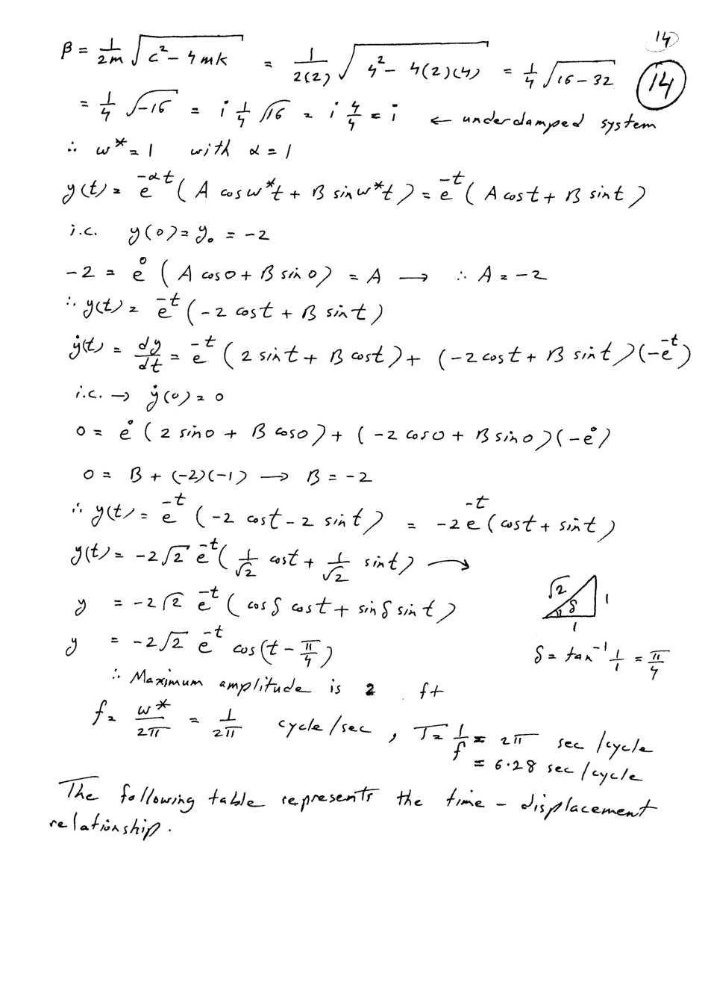 14
14
β = 1/2m √(c² - 4mk) = 1/2(2) √(4² - 4(2)(4)) = 1/4 √(16 - 32)
= 1/4 √-16 = i 1/4 √16 = i 4/4 = i ← underdamped system
∴ w* = 1 with α = 1
y(t) = e^-αt ( A cos w*t + B sin w*t ) = e^-t ( A cos t + B sin t )
i.c. y(0) = y₀ = -2
-2 = e⁰ ( A cos 0 + B sin 0 ) = A → ∴ A = -2
∴ y(t) = e^-t ( -2 cos t + B sin t )
ẏ(t) = dy/dt = e^-t ( 2 sin t + B cos t ) + ( -2 cos t + B sin t )(-e^-t)
i.c. → ẏ(0) = 0
0 = e⁰ ( 2 sin 0 + B cos 0 ) + ( -2 cos 0 + B sin 0 )(-e⁰)
0 = B + (-2)(-1) → B = -2
∴ y(t) = e^-t ( -2 cos t - 2 sin t ) = -2 e^-t ( cos t + sin t )
y(t) = -2√2 e^-t ( 1/√2 cos t + 1/√2 sin t ) →
√2 δ 1 1
y = -2√2 e^-t ( cos δ cos t + sin δ sin t )
y = -2√2 e^-t cos(t - π/4) δ = tan⁻¹ 1/1 = π/4
∴ Maximum amplitude is 2 ft
f = w*/2π = 1/2π cycle/sec , T = 1/f = 2π sec/cycle
= 6.28 sec/cycle
The following table represents the time - displacement
relationship.